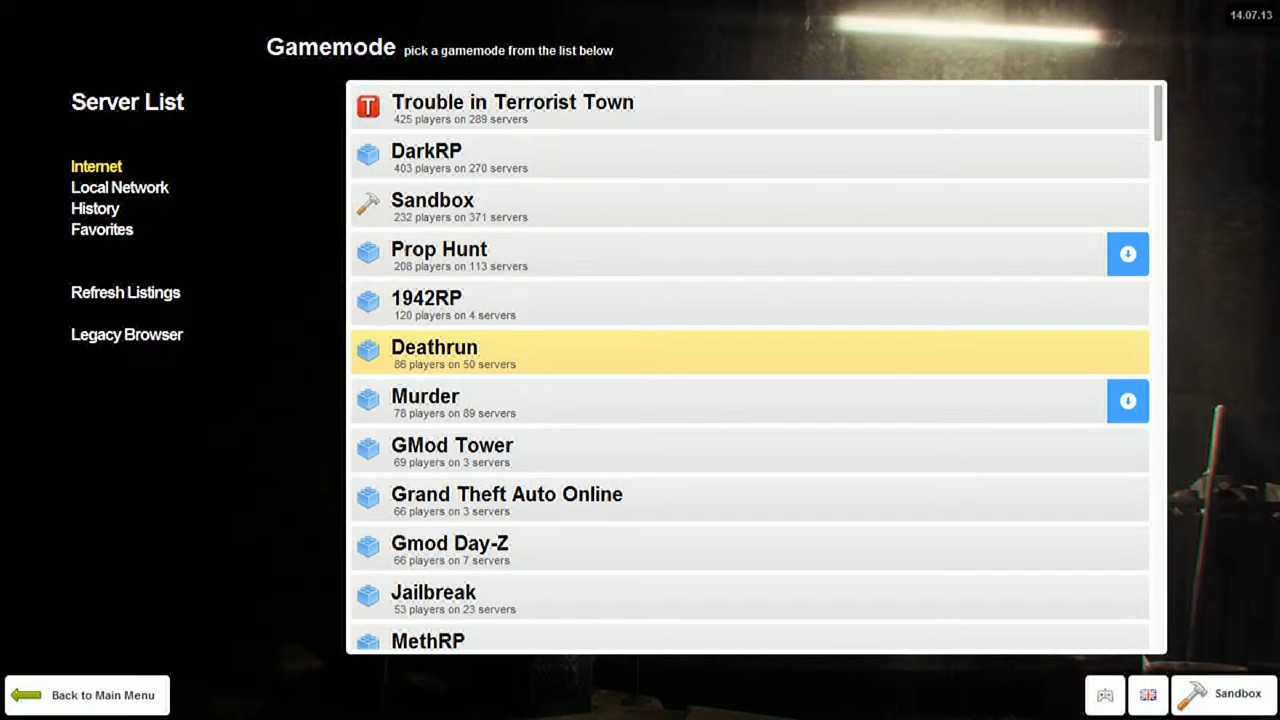 14.07.13
Gamemode pick a gamemode from the list below
Server List
Internet
Local Network
History
Favorites
Refresh Listings
Legacy Browser
T
Trouble in Terrorist Town
425 players on 289 servers
DarkRP
403 players on 270 servers
Sandbox
232 players on 371 servers
Prop Hunt
208 players on 113 servers
1942RP
120 players on 4 servers
Deathrun
86 players on 50 servers
Murder
78 players on 89 servers
GMod Tower
69 players on 3 servers
Grand Theft Auto Online
66 players on 3 servers
Gmod Day-Z
66 players on 7 servers
Jailbreak
53 players on 23 servers
MethRP
Back to Main Menu
Sandbox